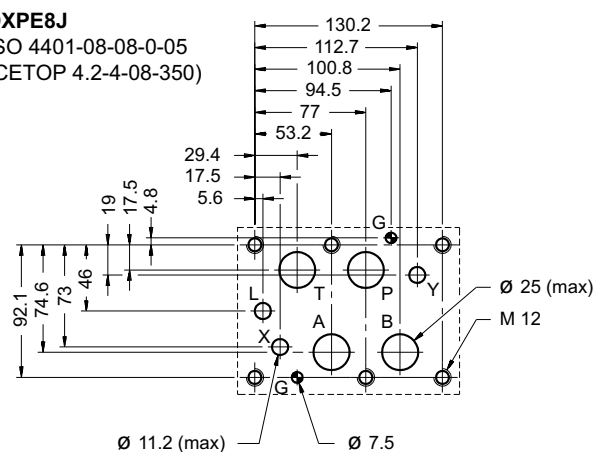 XPE8J
SO 4401-08-08-0-05
CETOP 4.2-4-08-350)
130.2
112.7
100.8
94.5
77
53.2
29.4
17.5
5.6
19
17.5
4.8
G
92.1
74.6
73
46
L
T
P
Y
X
A
B
G
Ø 25 (max)
M 12
Ø 11.2 (max)
Ø 7.5